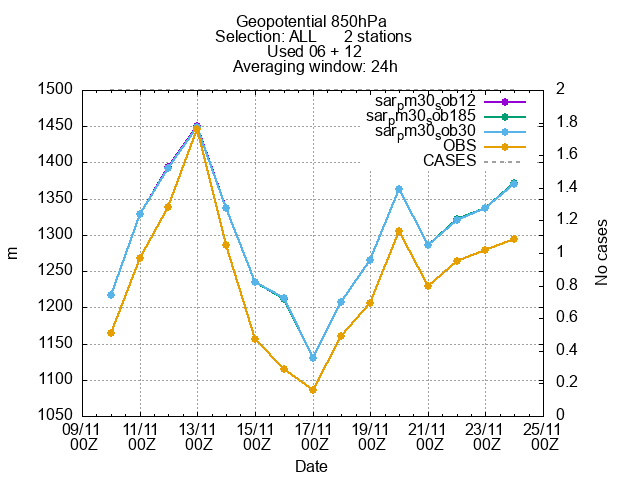 Geopotential 850hPa
Selection: ALL 2 stations
Used 06 + 12
Averaging window: 24h
sar_pm30_sob12
sar_pm30_sob185
sar_pm30_sob30
OBS
CASES
1500
1450
1400
1350
1300
1250
1200
1150
1100
1050
m
2
1.8
1.6
1.4
1.2
1
0.8
0.6
0.4
0.2
0
No cases
09/11 11/11 13/11 15/11 17/11 19/11 21/11 23/11 25/11
00Z 00Z 00Z 00Z 00Z 00Z 00Z 00Z 00Z
Date